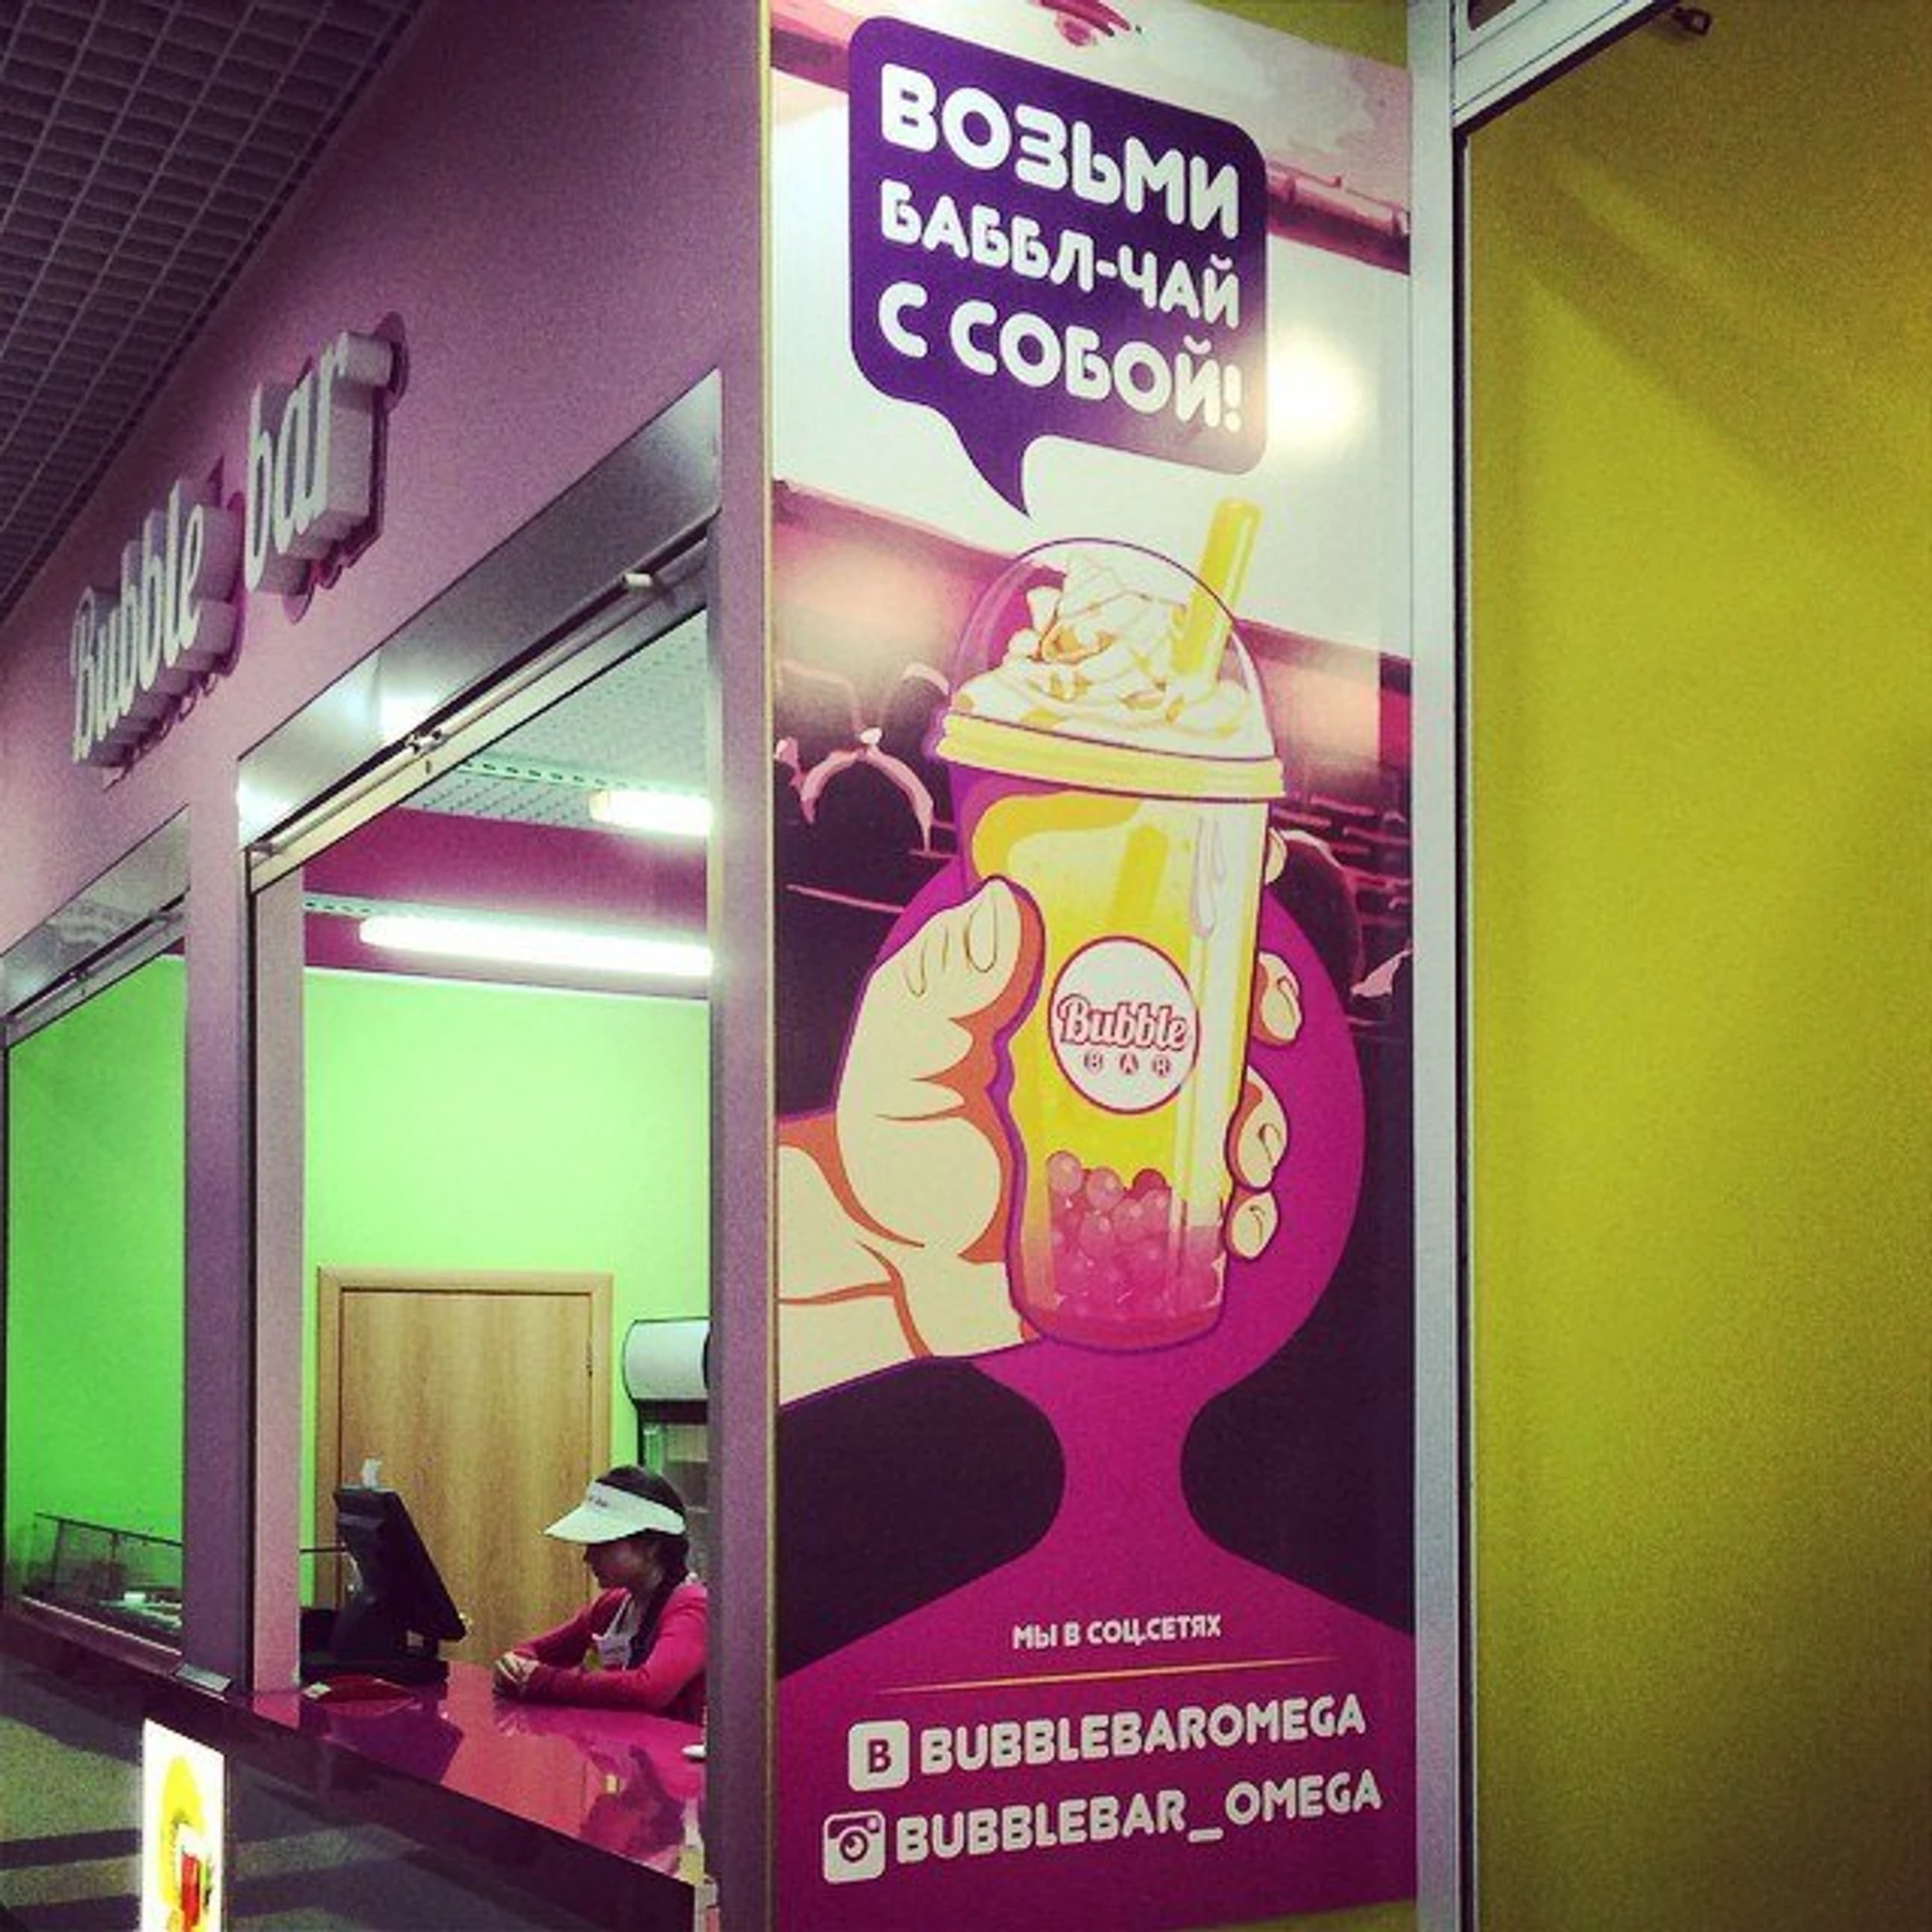 ВОЗЬМИ
БАББЛ-ЧАЙ
С СОБОЙ!
Bubble bar
Bubble
BAR
МЫ В СОЦ.СЕТЯХ
B BUBBLEBAROMEGA
BUBBLEBAR_OMEGA